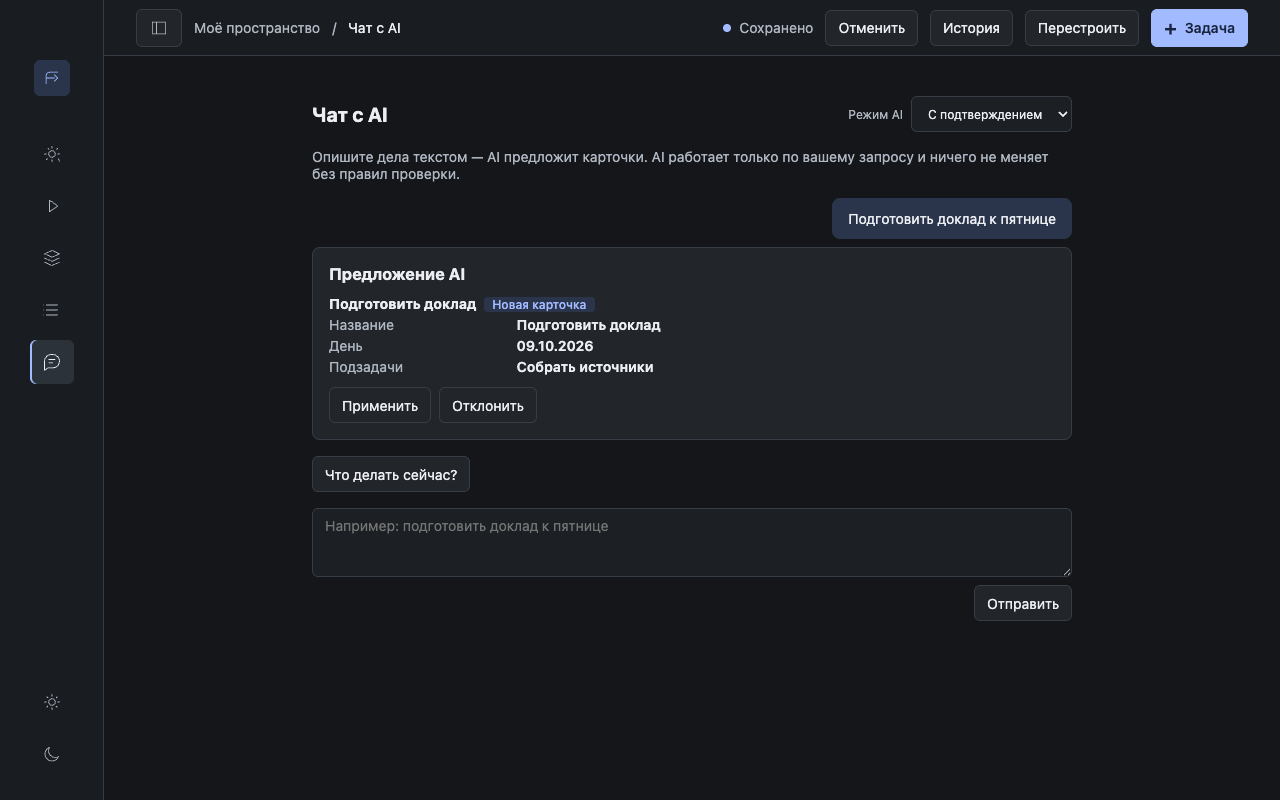 Моё пространство / Чат с AI
Сохранено
Отменить
История
Перестроить
+ Задача
Чат с AI
Режим AI
С подтверждением
Опишите дела текстом — AI предложит карточки. AI работает только по вашему запросу и ничего не меняет
без правил проверки.
Подготовить доклад к пятнице
Предложение AI
Подготовить доклад Новая карточка
Название Подготовить доклад
День 09.10.2026
Подзадачи Собрать источники
Применить
Отклонить
Что делать сейчас?
Например: подготовить доклад к пятнице
Отправить